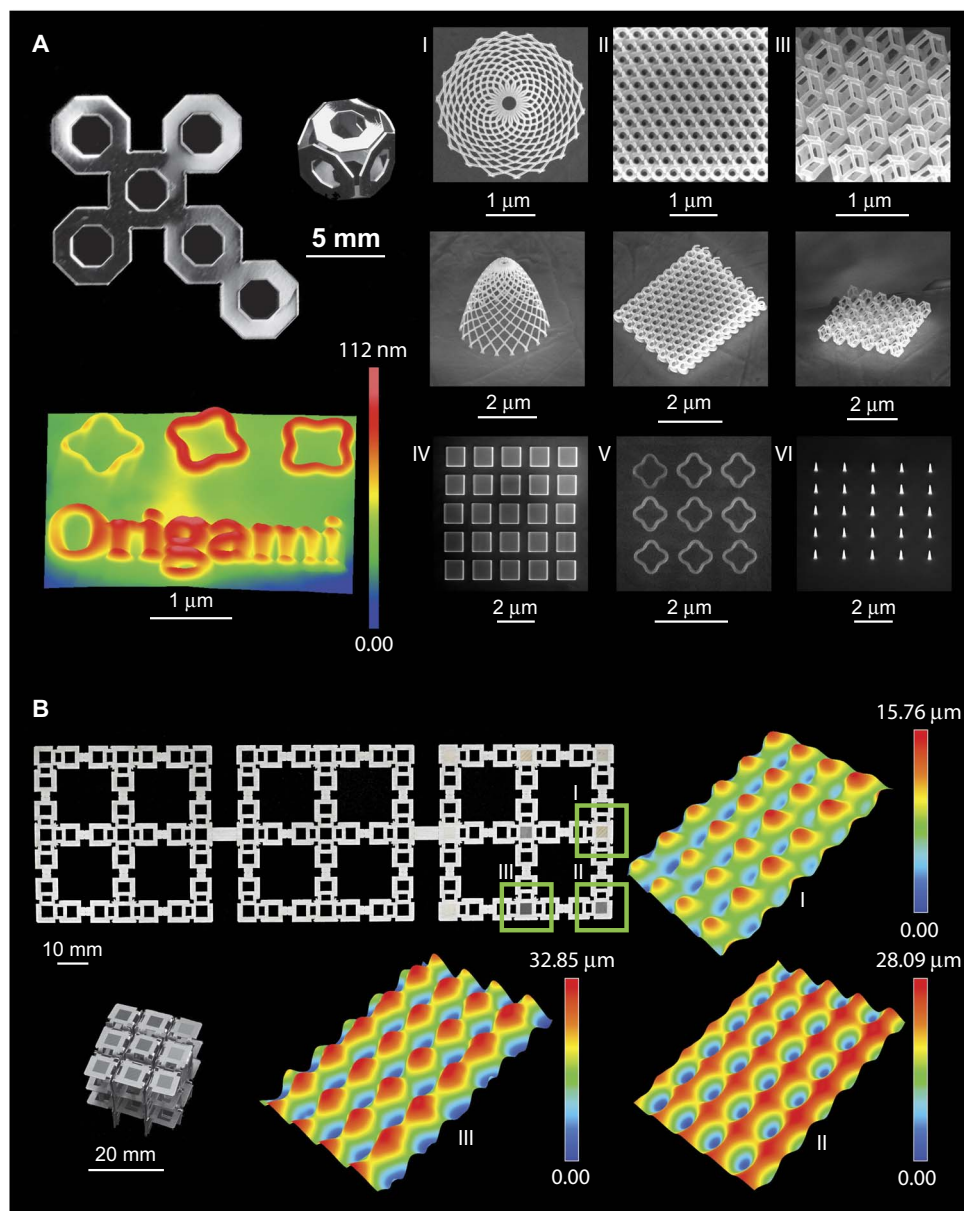 A
I
II
III
1 μm
1 μm
1 μm
5 mm
112 nm
2 μm
2 μm
2 μm
Origami
IV
V
VI
1 μm
0.00
2 μm
2 μm
2 μm
B
15.76 μm
I
III
II
I
0.00
10 mm
32.85 μm
28.09 μm
III
II
20 mm
0.00
0.00